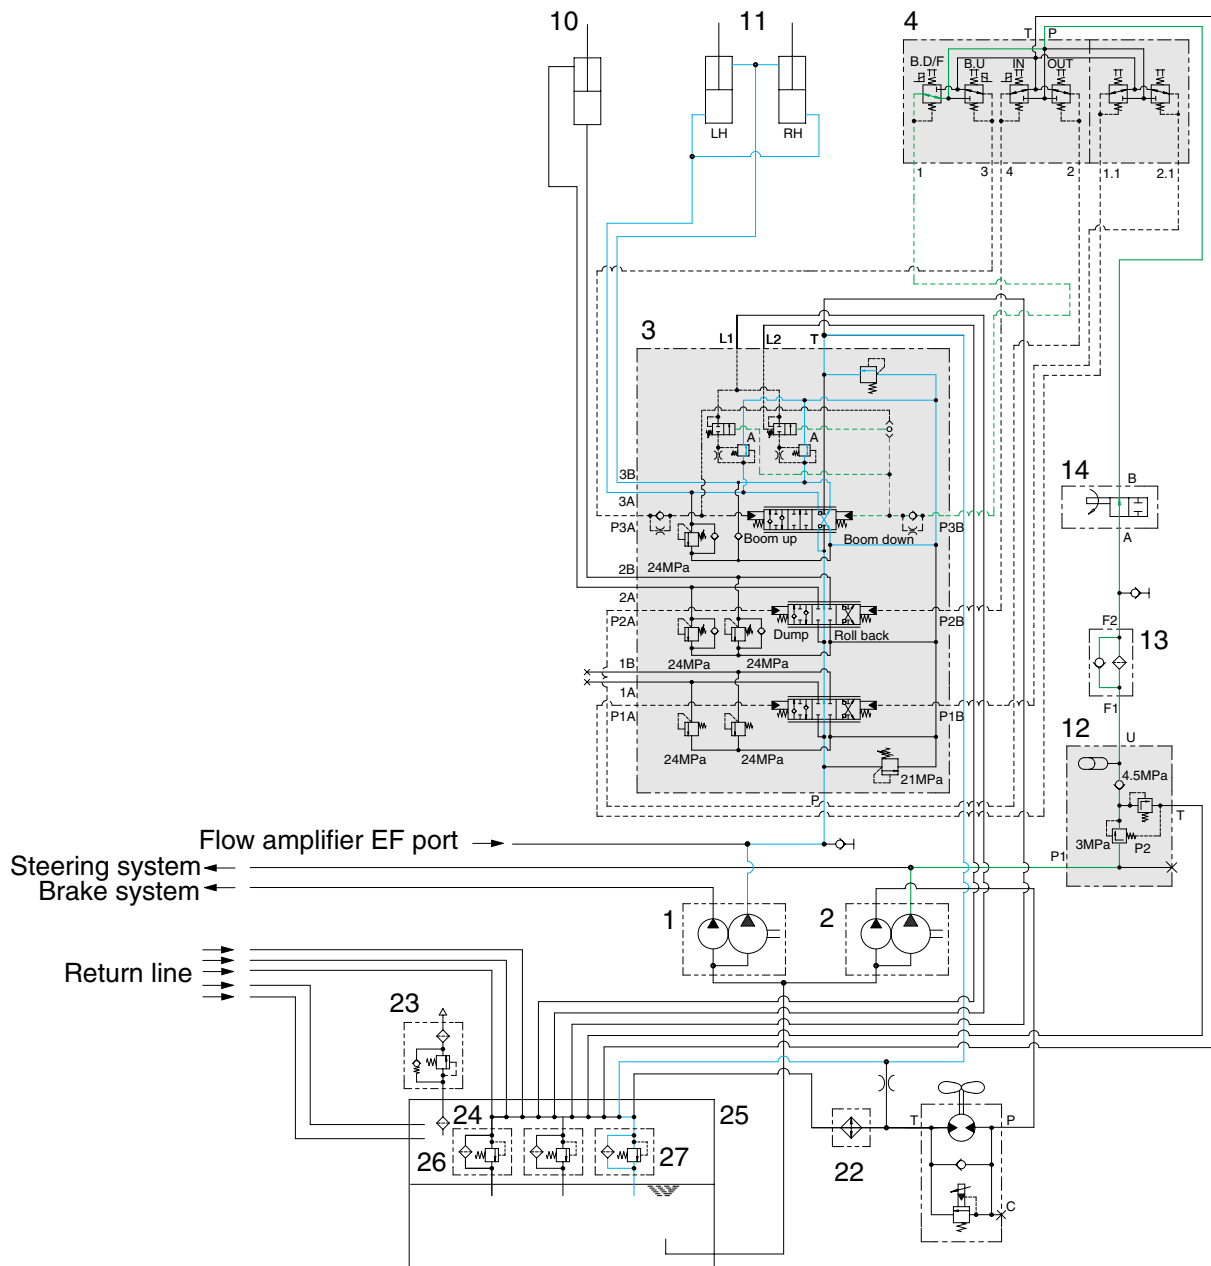 10
11
4
T P
B.D/F
B.U
IN
OUT
LH
RH
1
3
4
2
1.1
2.1
3
L1
L2
T
A
A
14
B
A
3B
3A
P3A
Boom up
Boom down
P3B
24MPa
2B
2A
P2A
Dump
Roll back
P2B
F2
13
24MPa
24MPa
1B
1A
P1A
P1B
F1
12
U
24MPa
24MPa
21MPa
4.5MPa
P
T
3MPa
P2
P1
Flow amplifier EF port
Steering system
Brake system
1
2
Return line
23
24
25
26
27
22
T
P
C